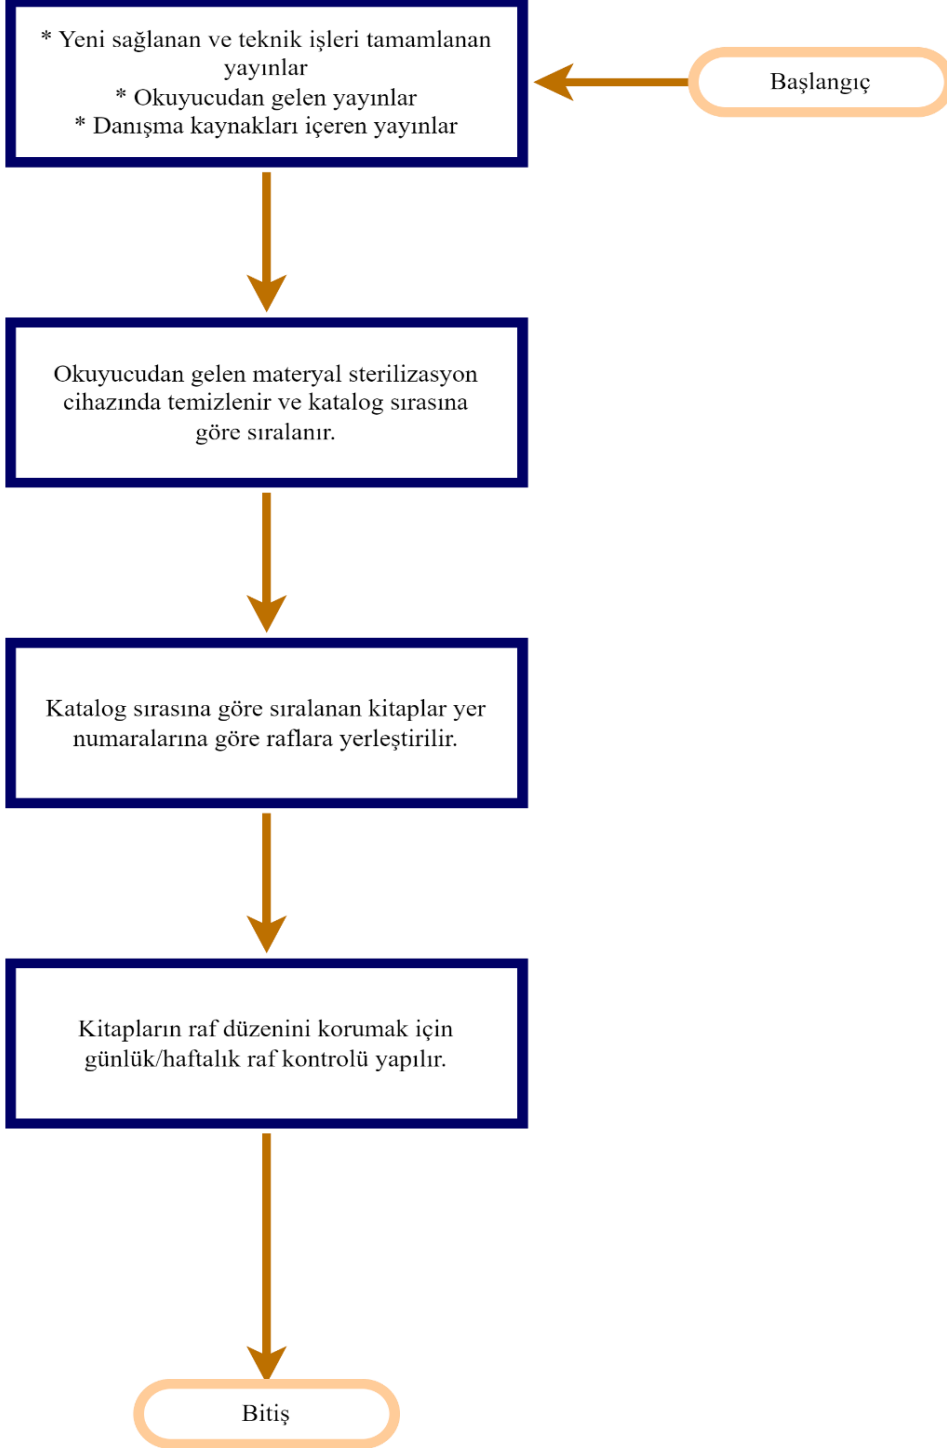 Başlangıç
* Yeni sağlanan ve teknik işleri tamamlanan
yayınlar
* Okuyucudan gelen yayınlar
* Danışma kaynakları içeren yayınlar
Okuyucudan gelen materyal sterilizasyon
cihazında temizlenir ve katalog sırasına
göre sıralanır.
Katalog sırasına göre sıralanan kitaplar yer
numaralarına göre raflara yerleştirilir.
Kitapların raf düzenini korumak için
günlük/haftalık raf kontrolü yapılır.
Bitiş